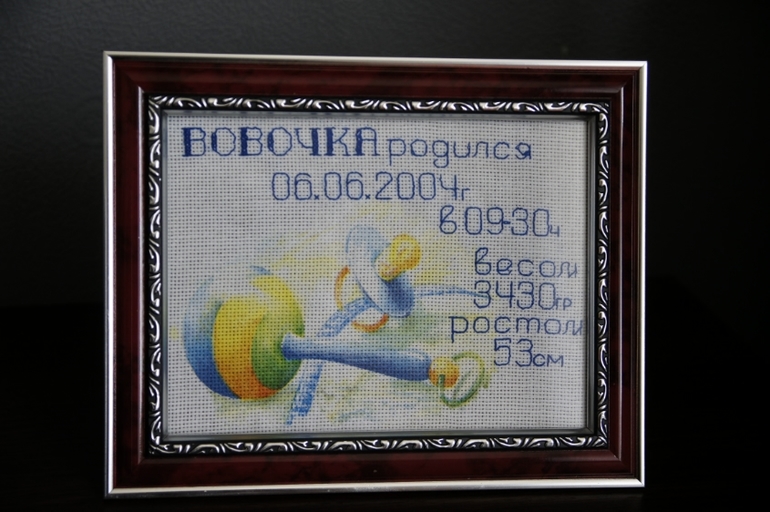 ВОВОЧКА родился
06.06.2004г
в 09-30ч
весом
3430гр
ростом
53см